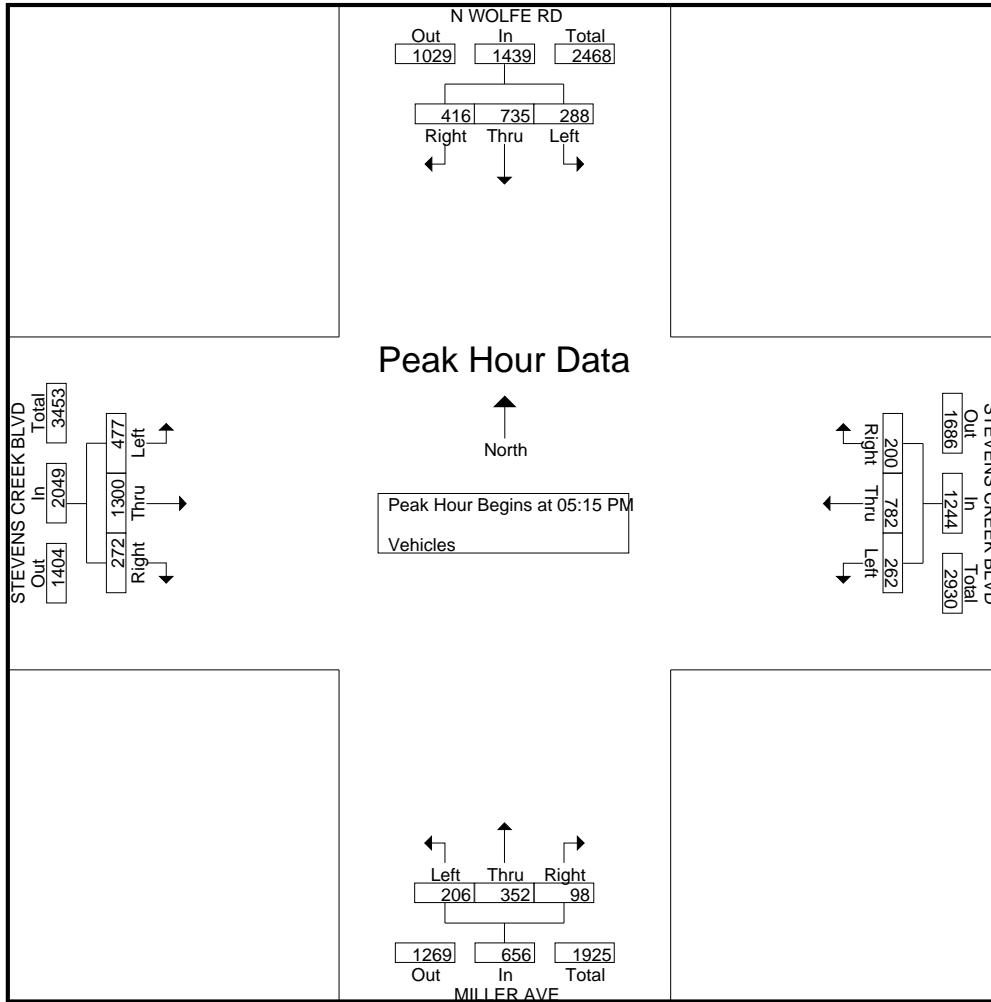 N WOLFE RD
Out In Total
1029 1439 2468
416 735 288
Right Thru Left
Peak Hour Data
North
Peak Hour Begins at 05:15 PM
Vehicles
STEVENS CREEK BLVD
Total In Out
3453 2049 1404
477 1300 272
Left Thru Right
Right Thru Left
200 782 262
1686 1244 2930
Out In Total
STEVENS CREEK BLVD
Left Thru Right
206 352 98
1269 656 1925
Out In Total
MILLER AVE